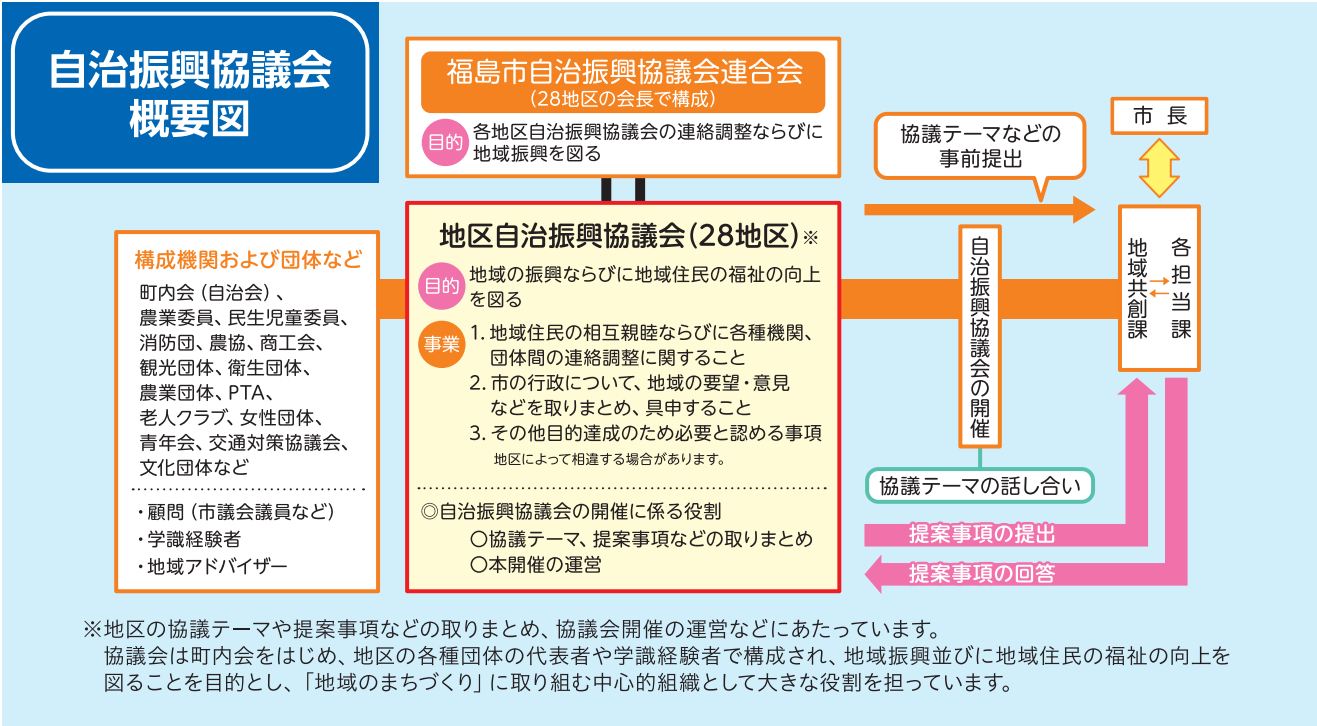 自治振興協議会
概要図
福島市自治振興協議会連合会
(28地区の会長で構成)
目的
各地区自治振興協議会の連絡調整ならびに
地域振興を図る
構成機関および団体など
町内会(自治会)、
農業委員、民生児童委員、
消防団、農協、商工会、
観光団体、衛生団体、
農業団体、PTA、
老人クラブ、女性団体、
青年会、交通対策協議会、
文化団体など
・顧問(市議会議員など)
・学識経験者
・地域アドバイザー
地区自治振興協議会(28地区)※
目的
地域の振興ならびに地域住民の福祉の向上
を図る
事業
1. 地域住民の相互親睦ならびに各種機関、
団体間の連絡調整に関すること
2. 市の行政について、地域の要望・意見
などを取りまとめ、具申すること
3. その他目的達成のため必要と認める事項
地区によって相違する場合があります。
◎自治振興協議会の開催に係る役割
〇協議テーマ、提案事項などの取りまとめ
〇本開催の運営
協議テーマなどの
事前提出
市長
自治振興協議会の開催
協議テーマの話し合い
各担当課
地域共創課
提案事項の提出
提案事項の回答
※地区の協議テーマや提案事項などの取りまとめ、協議会開催の運営などにあたっています。
協議会は町内会をはじめ、地区の各種団体の代表者や学識経験者で構成され、地域振興並びに地域住民の福祉の向上を
図ることを目的とし、「地域のまちづくり」に取り組む中心的組織として大きな役割を担っています。